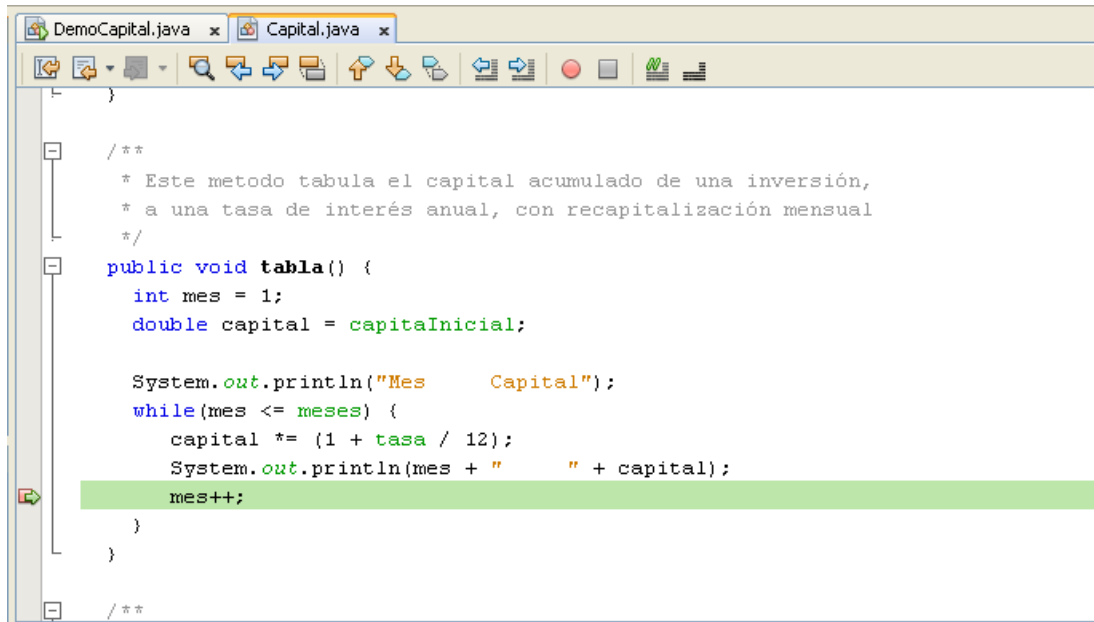 DemoCapital.java x Capital.java x
}
/**
* Este metodo tabula el capital acumulado de una inversión,
* a una tasa de interés anual, con recapitalización mensual
*/
public void tabla() {
int mes = 1;
double capital = capitaInicial;
System.out.println("Mes     Capital");
while(mes <= meses) {
capital *= (1 + tasa / 12);
System.out.println(mes + "      " + capital);
mes++;
}
}
/**